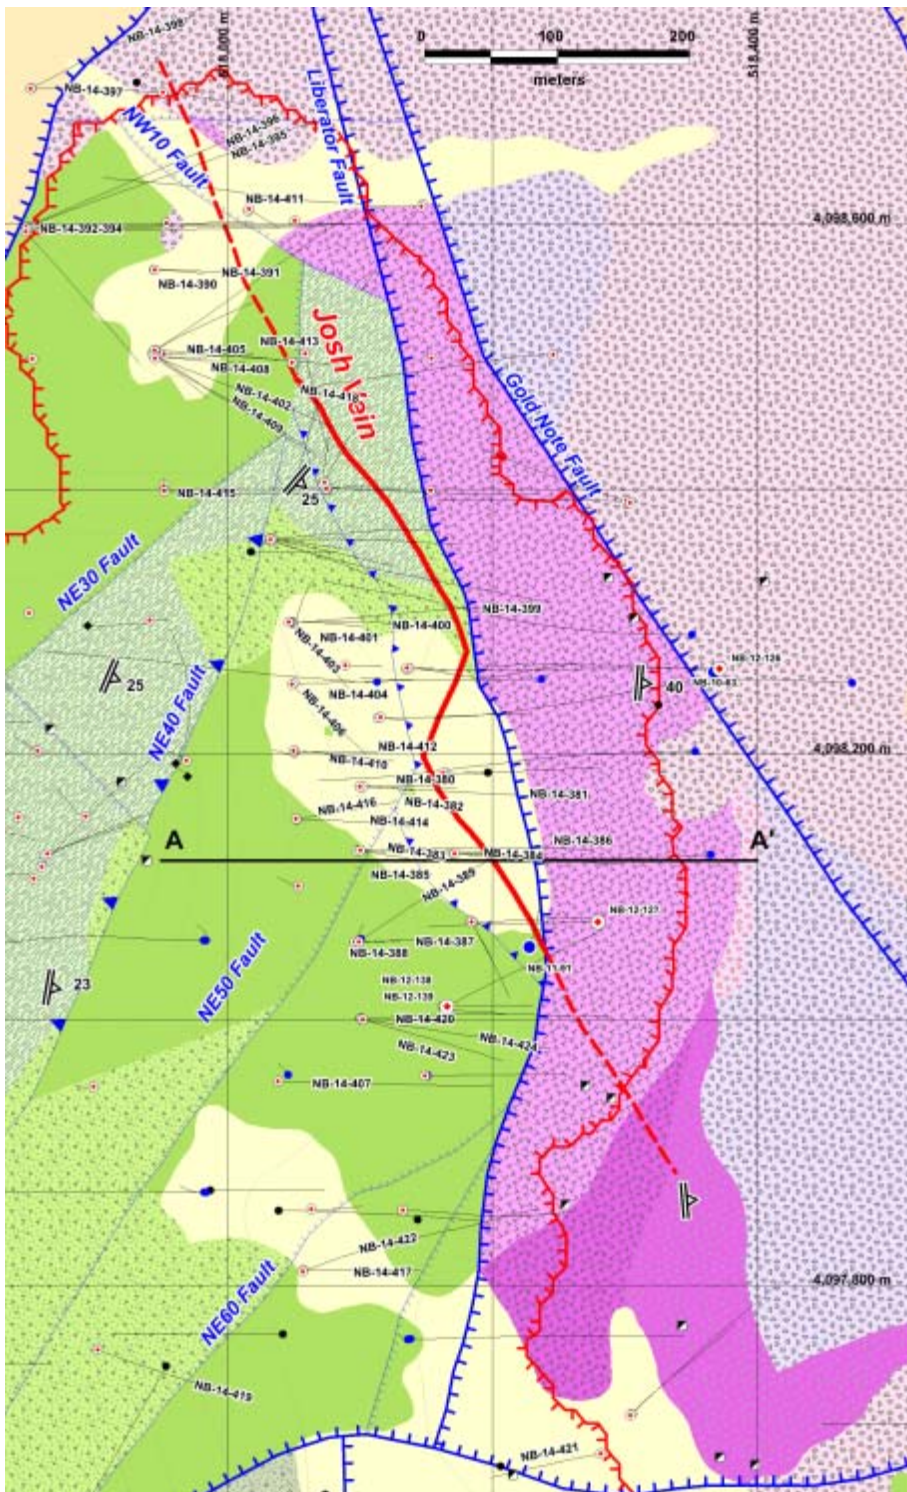 NB-14-398
518,000 m
0 100 200
meters
518,400 m
NB-14-397
Liberator Fault
NW10 Fault
NB-14-396
NB-14-395
NB-14-411
NB-14-392-394
4,098,600 m
NB-14-391
NB-14-390
Josh Vein
NB-14-413
NB-14-405
NB-14-408
NB-14-402
NB-14-418
NB-14-409
Gold Note Fault
NB-14-415
25
NE30 Fault
NB-14-399
NB-14-401
NB-14-400
NB-14-403
NB-12-126
25
NB-14-404
40
NB-10-63
NE40 Fault
NB-14-406
NB-14-412
4,098,200 m
NB-14-410
NB-14-380
NB-14-381
NB-14-416
NB-14-382
NB-14-414
A
NB-14-386
A'
NB-14-383
NB-14-384
NB-14-385
NB-14-389
NB-12-127
NE50 Fault
NB-14-387
NB-14-388
NB-11-91
NB-12-138
23
NB-12-139
NB-14-420
NB-14-424
NB-14-423
NB-14-407
NB-14-422
NB-14-417
4,097,800 m
NE60 Fault
NB-14-419
NB-14-421